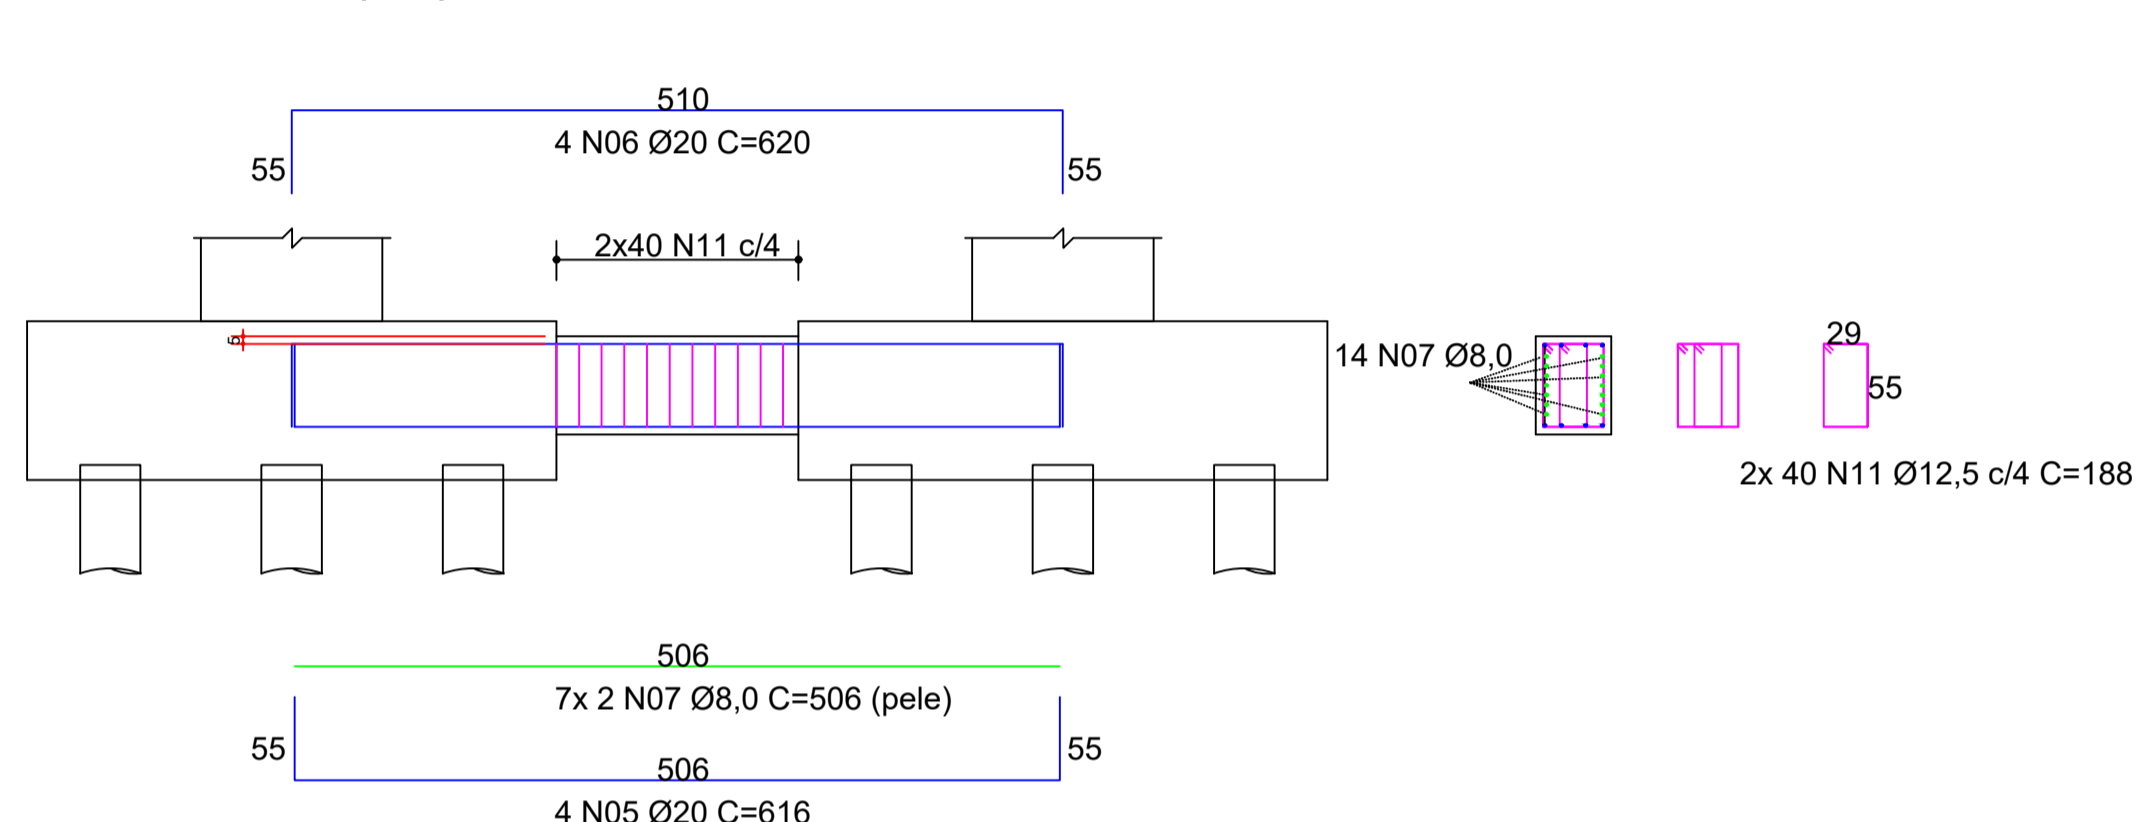 510
4 N06 Ø20 C=620
55
55
2x40 N11 c/4
5
14 N07 Ø8,0
29
55
2x 40 N11 Ø12,5 c/4 C=188
506
7x 2 N07 Ø8,0 C=506 (pele)
55
55
506
4 N05 Ø20 C=616